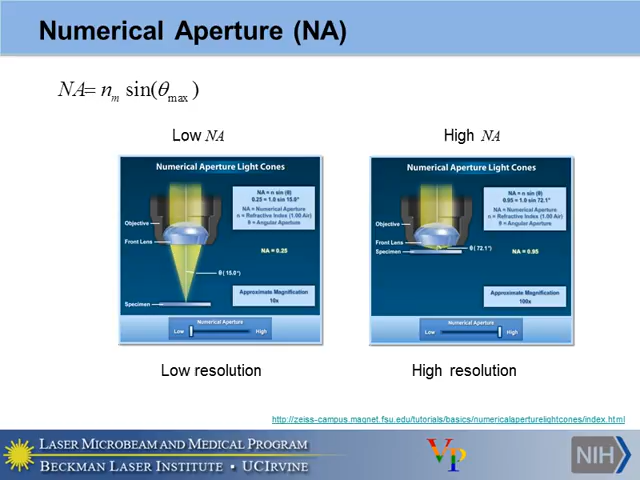 Numerical Aperture (NA)
NA= nm sin(θmax )
Low NA
High NA
Numerical Aperture Light Cones
NA = n sin (θ)
0.25 = 1.0 sin 15.0°
NA = Numerical Aperture
n = Refractive Index (1.00 Air)
θ = Angular Aperture
Objective
Front Lens
NA = 0.25
θ ( 15.0°)
Approximate Magnification
10x
Specimen
Numerical Aperture
Low
High
Numerical Aperture Light Cones
NA = n sin (θ)
0.95 = 1.0 sin 72.1°
NA = Numerical Aperture
n = Refractive Index (1.00 Air)
θ = Angular Aperture
Objective
Front Lens
Specimen
θ ( 72.1°)
NA = 0.95
Approximate Magnification
100x
Numerical Aperture
Low
High
Low resolution
High resolution
http://zeiss-campus.magnet.fsu.edu/tutorials/basics/numericalaperturelightcones/index.html
LASER MICROBEAM AND MEDICAL PROGRAM
BECKMAN LASER INSTITUTE • UCIRVINE
VP
NIH